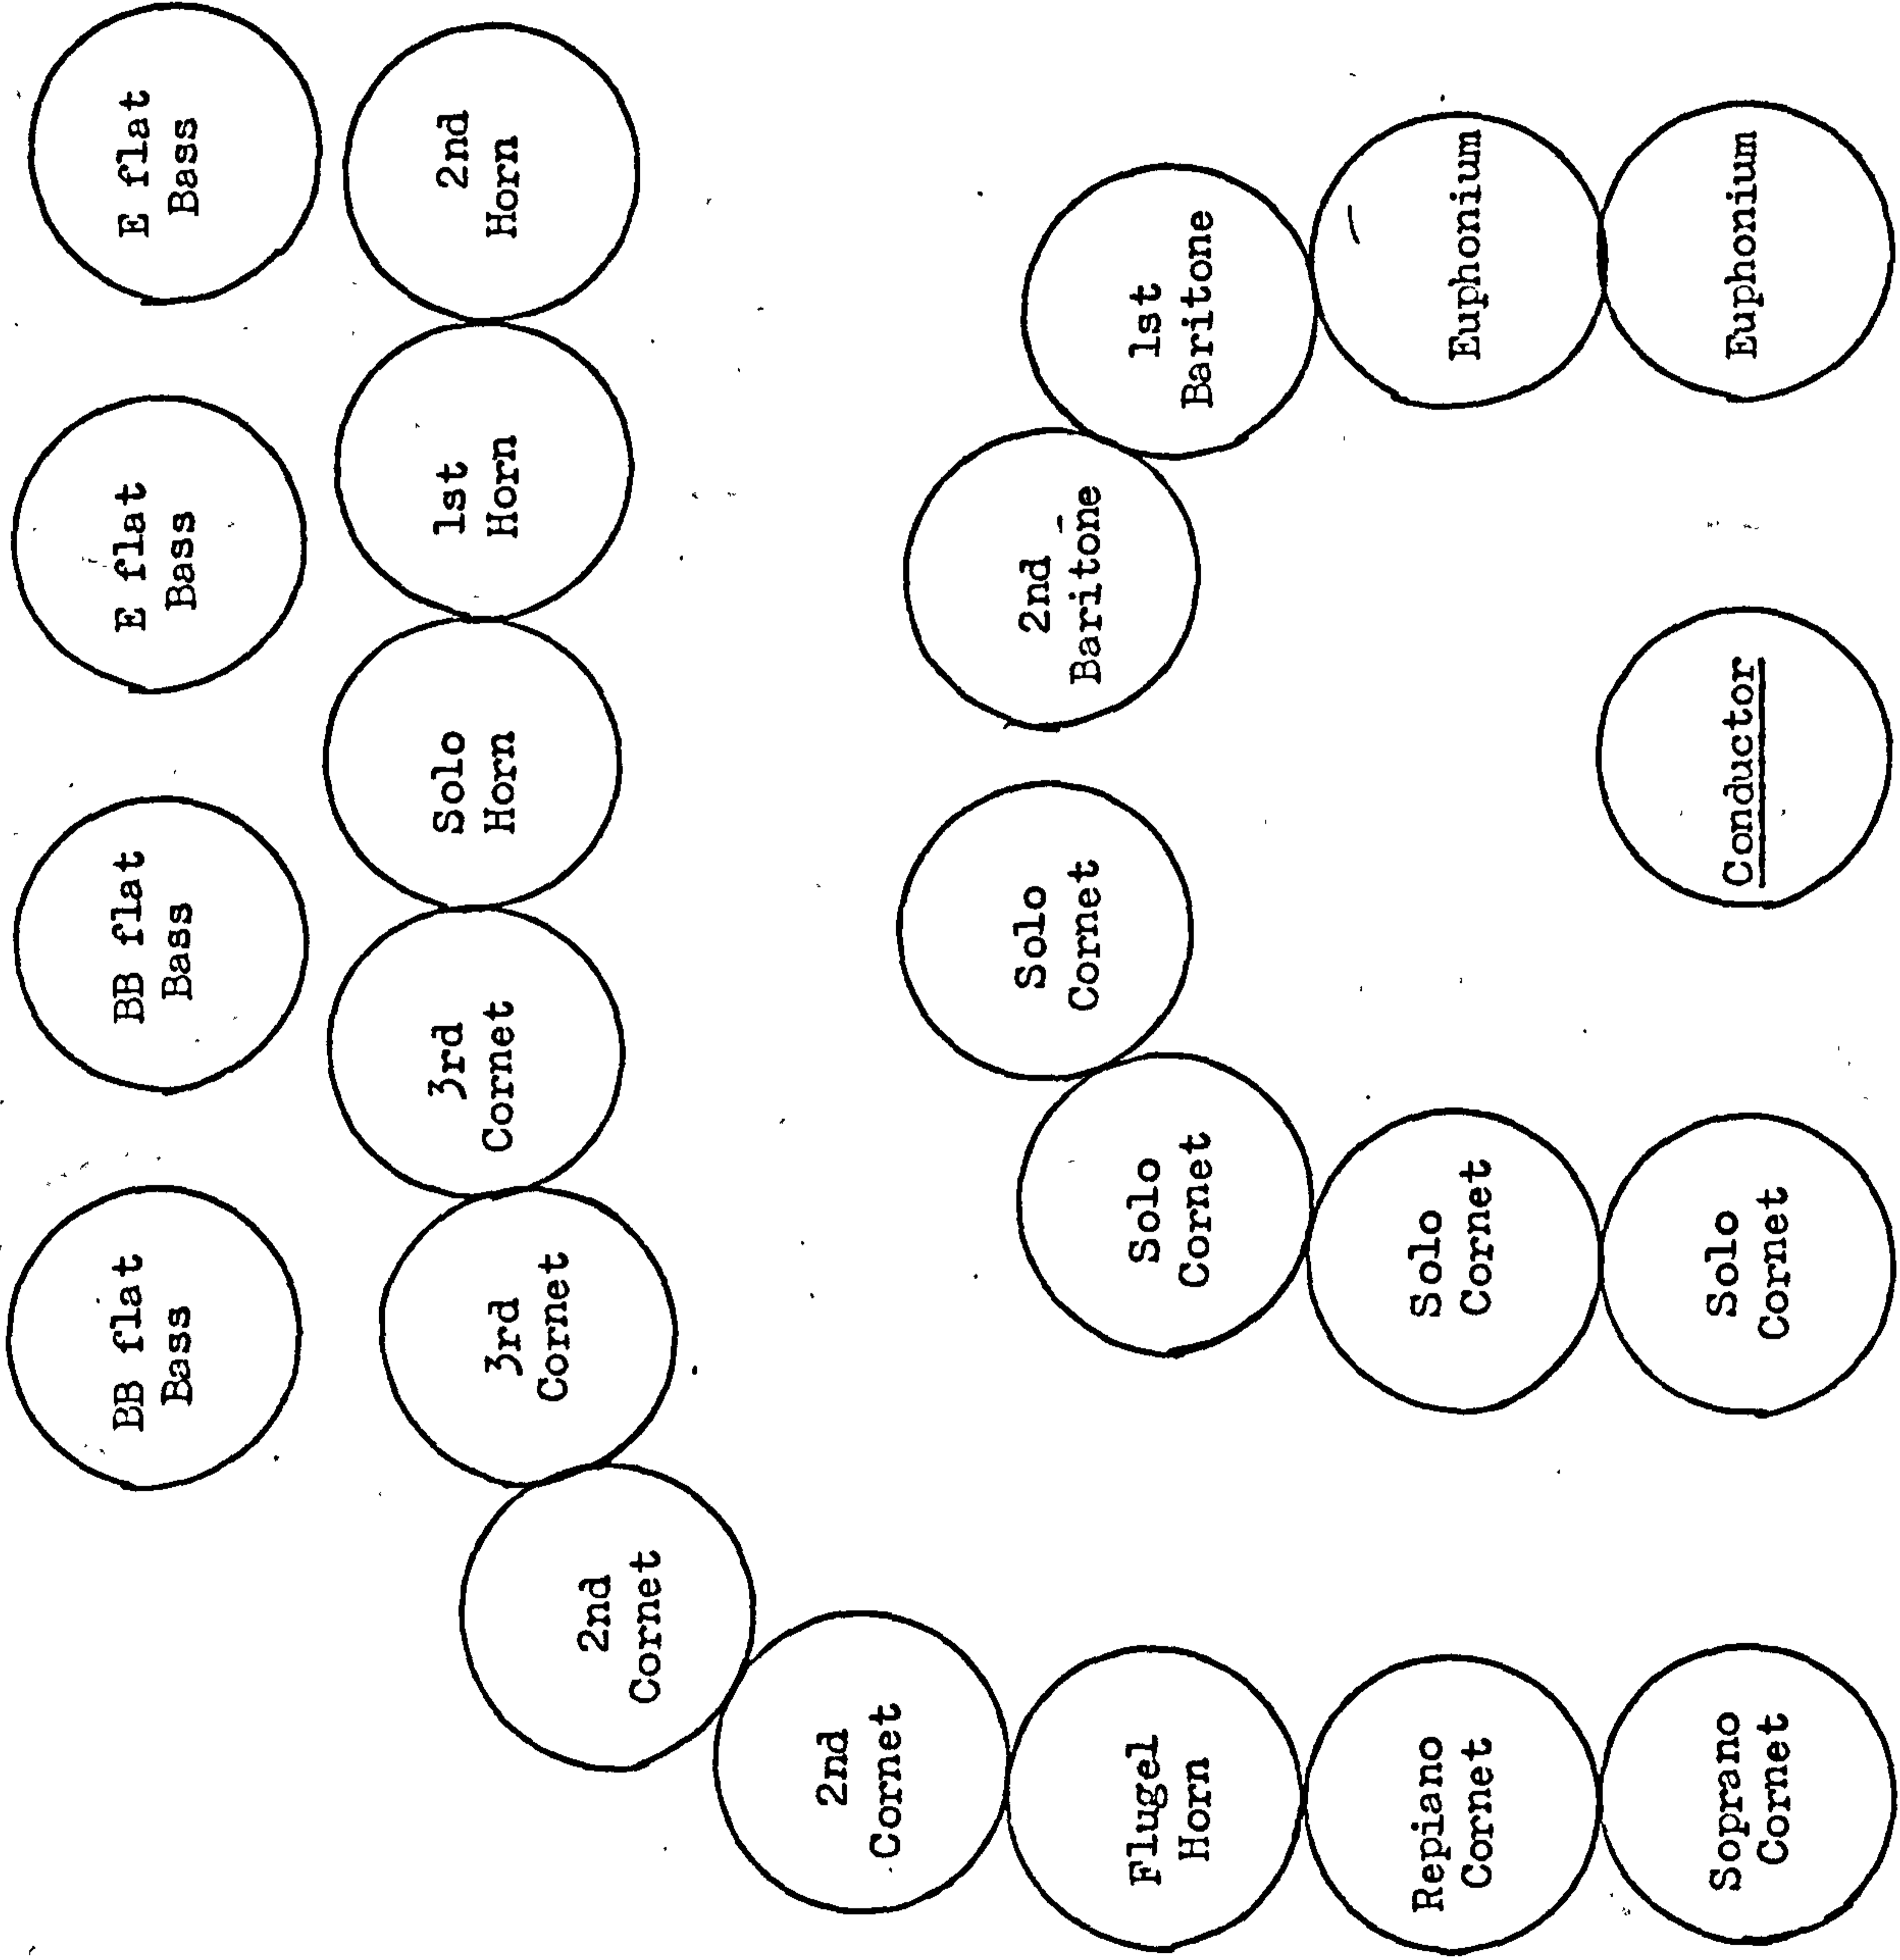 E flat
Bass
E flat
Bass
BB flat
Bass
BB flat
Bass
2nd
Horn
1st
Horn
Solo
Horn
3rd
Cornet
3rd
Cornet
2nd
Cornet
2nd
Cornet
Flugel
Horn
Repiano
Cornet
Soprano
Cornet
1st
Baritone
2nd
Baritone
Euphonium
Euphonium
Solo
Cornet
Solo
Cornet
Solo
Cornet
Solo
Cornet
Conductor